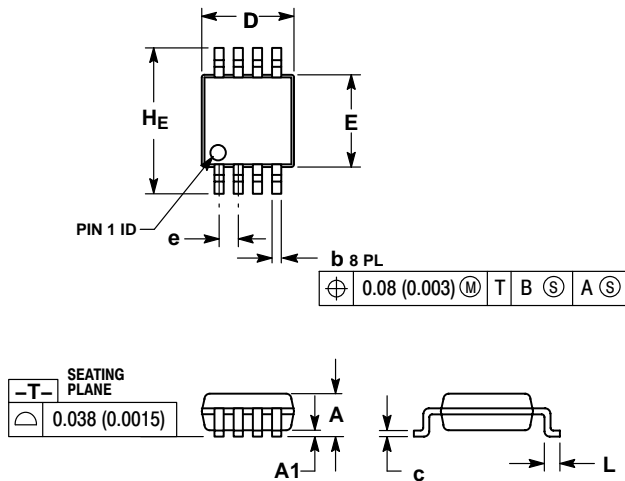 D
HE
E
PIN 1 ID
e
b 8 PL
⌖ 0.08 (0.003) Ⓜ T B Ⓢ A Ⓢ
–T– SEATING
PLANE
0.038 (0.0015)
A
A1
c
L